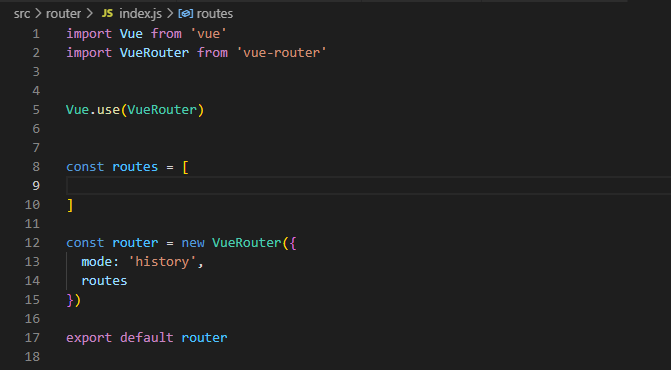 src > router > JS index.js > routes
1 import Vue from 'vue'
2 import VueRouter from 'vue-router'
3
4
5 Vue.use(VueRouter)
6
7
8 const routes = [
9
10 ]
11
12 const router = new VueRouter({
13   mode: 'history',
14   routes
15 })
16
17 export default router
18